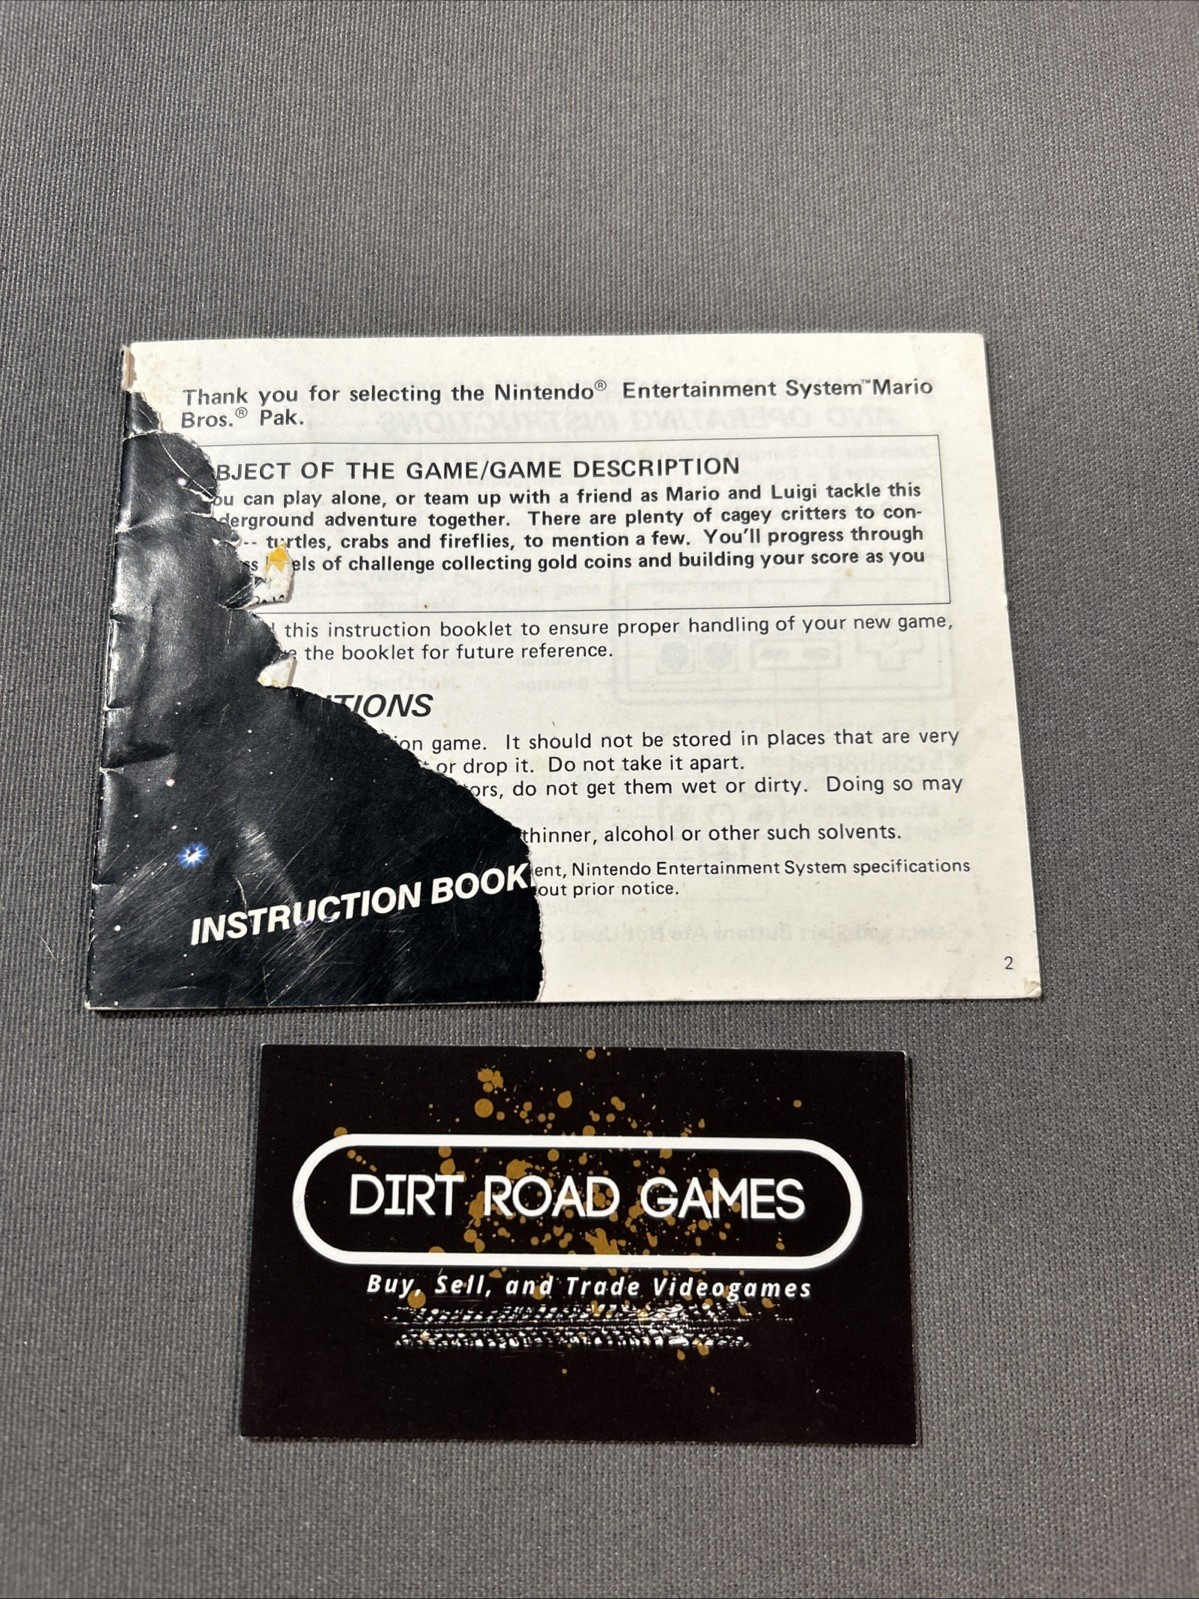 Thank you for selecting the Nintendo® Entertainment System™ Mario
Bros.® Pak.
BJECT OF THE GAME/GAME DESCRIPTION
ou can play alone, or team up with a friend as Mario and Luigi tackle this
derground adventure together. There are plenty of cagey critters to con-
-- turtles, crabs and fireflies, to mention a few. You'll progress through
els of challenge collecting gold coins and building your score as you
this instruction booklet to ensure proper handling of your new game,
the booklet for future reference.
TIONS
on game. It should not be stored in places that are very
or drop it. Do not take it apart.
tors, do not get them wet or dirty. Doing so may
thinner, alcohol or other such solvents.
ent, Nintendo Entertainment System specifications
out prior notice.
INSTRUCTION BOOK
2
DIRT ROAD GAMES
Buy, Sell, and Trade Videogames